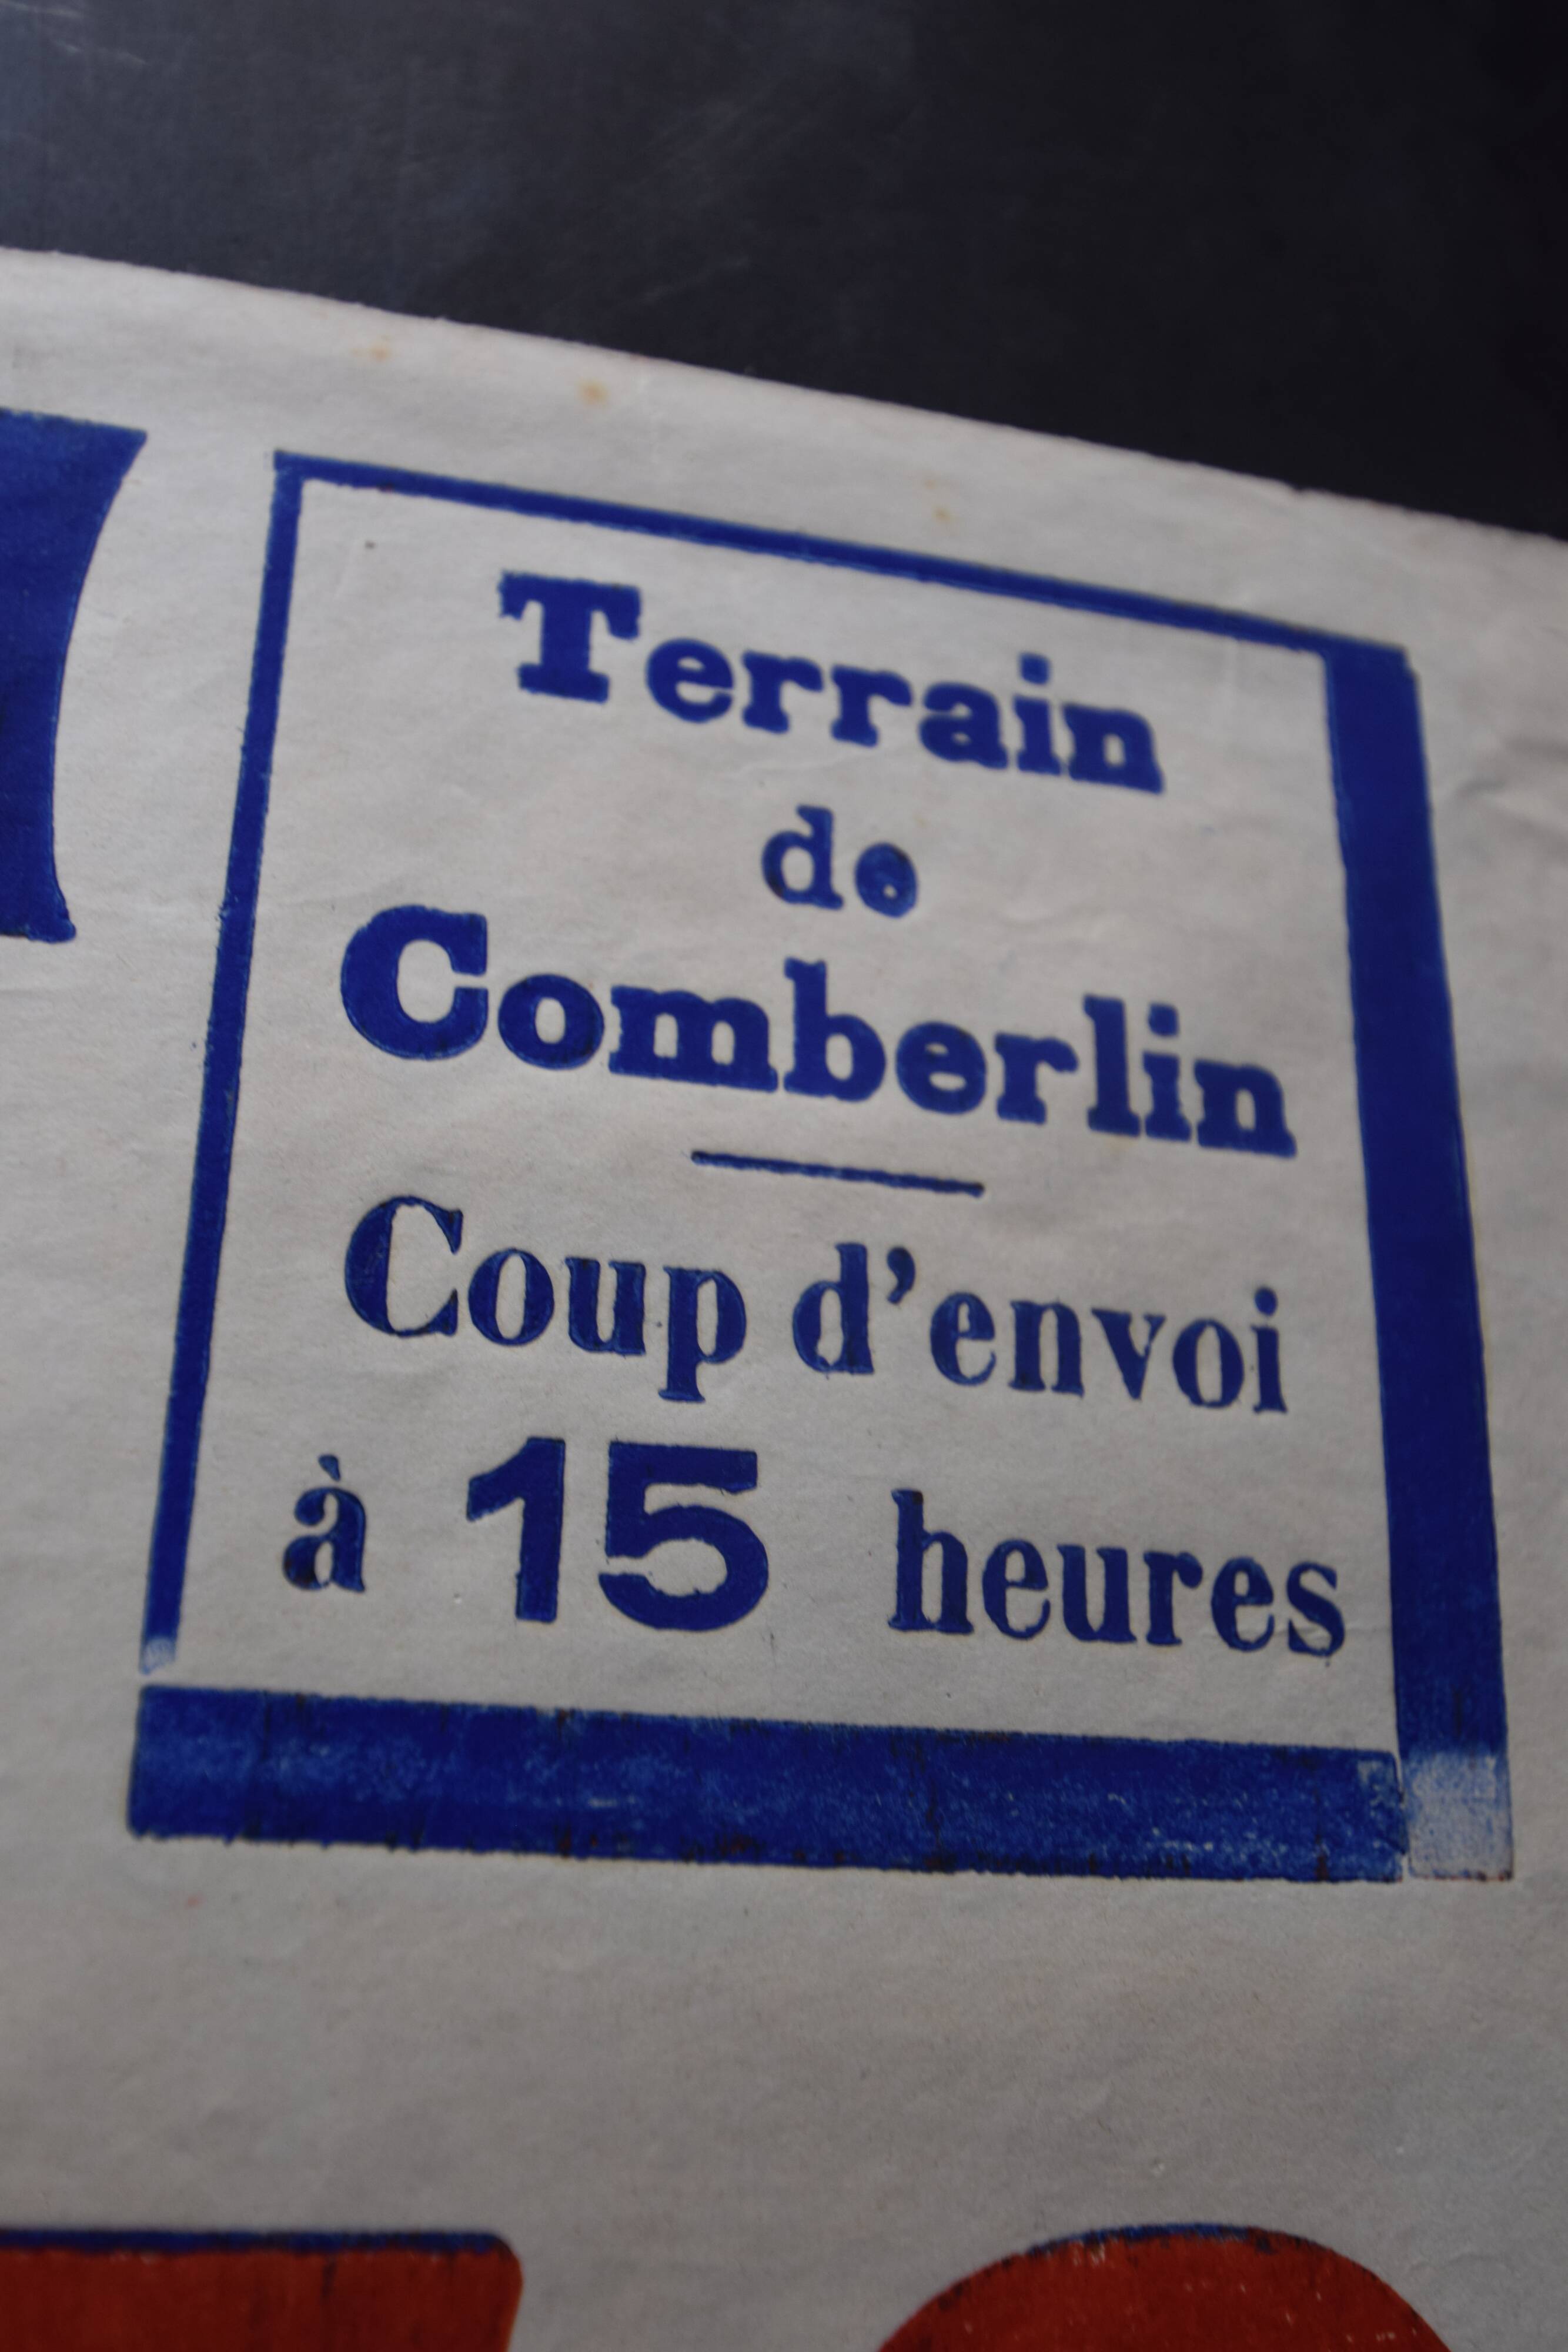 Terrain
de
Comberlin
Coup d'envoi
à 15 heures